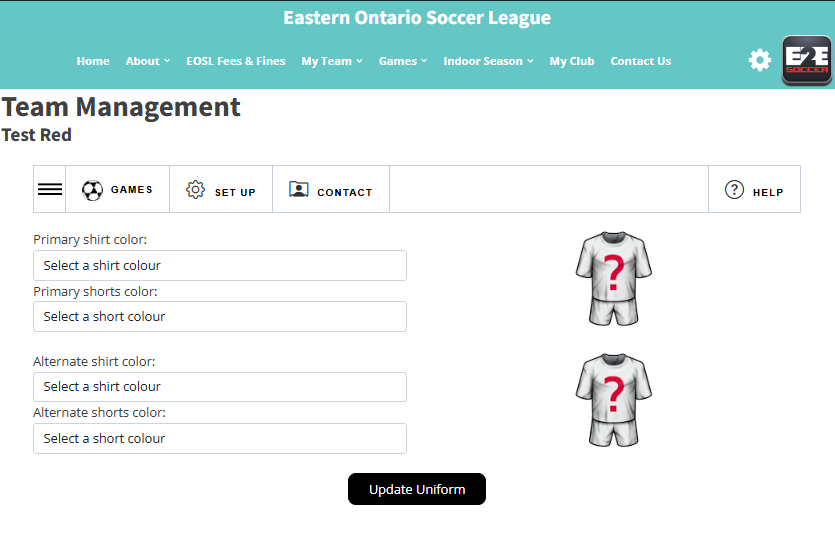 Eastern Ontario Soccer League
Home About EOSL Fees & Fines My Team Games Indoor Season My Club Contact Us
E2E
SOCCER
Team Management
Test Red
GAMES SET UP CONTACT ? HELP
Primary shirt color:
Select a shirt colour
Primary shorts color:
Select a short colour
?
Alternate shirt color:
Select a shirt colour
Alternate shorts color:
Select a short colour
?
Update Uniform